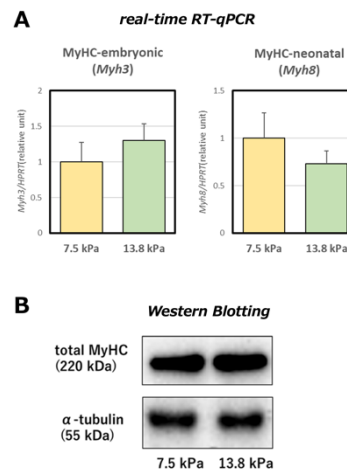 A
real-time RT-qPCR
MyHC-embryonic
(Myh3)
MyHC-neonatal
(Myh8)
Myh3/HPRT(relative unit)
2
1.5
1
0.5
0
7.5 kPa
13.8 kPa
Myh8/HPRT(relative unit)
1.5
1
0.5
0
7.5 kPa
13.8 kPa
B
Western Blotting
total MyHC
(220 kDa)
α-tubulin
(55 kDa)
7.5 kPa
13.8 kPa